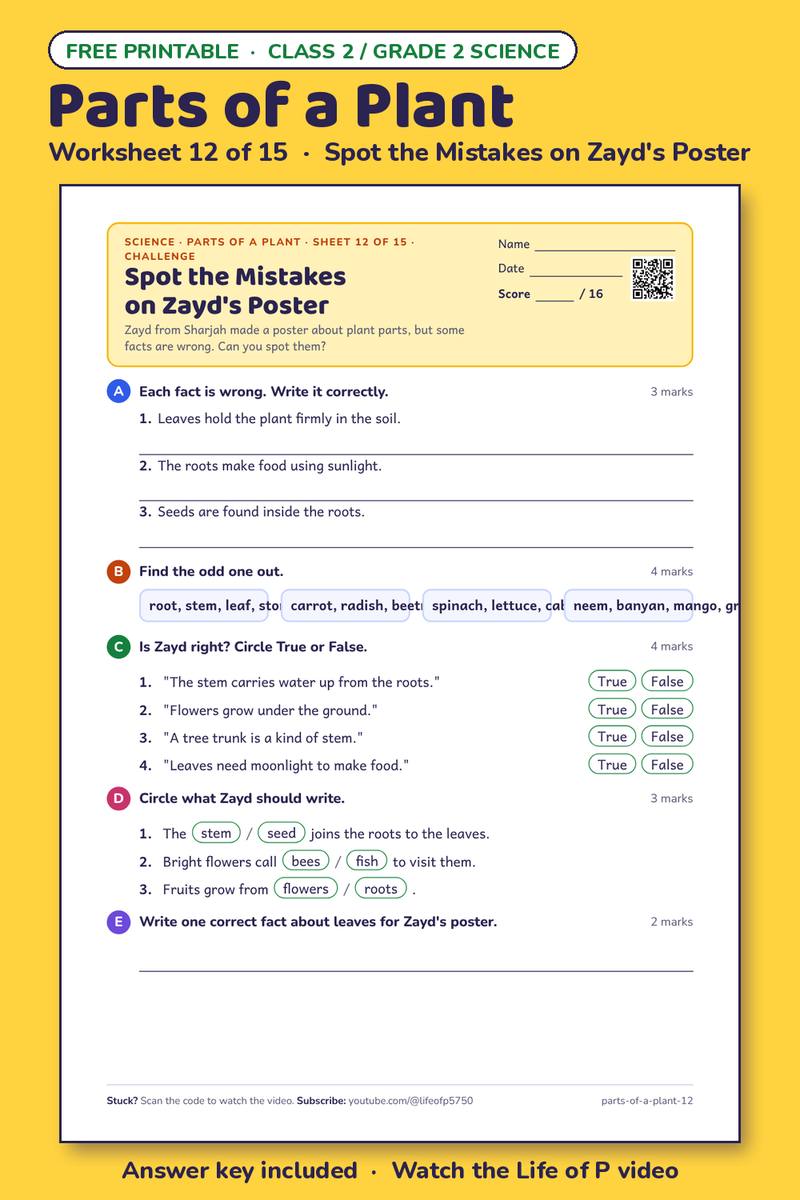 FREE PRINTABLE · CLASS 2 / GRADE 2 SCIENCE
Parts of a Plant
Worksheet 12 of 15 · Spot the Mistakes on Zayd's Poster
SCIENCE · PARTS OF A PLANT · SHEET 12 OF 15 ·
CHALLENGE
Spot the Mistakes
on Zayd's Poster
Zayd from Sharjah made a poster about plant parts, but some
facts are wrong. Can you spot them?
Name
Date
Score / 16
A Each fact is wrong. Write it correctly. 3 marks
1. Leaves hold the plant firmly in the soil.
2. The roots make food using sunlight.
3. Seeds are found inside the roots.
B Find the odd one out. 4 marks
root, stem, leaf, carrot, radish, spinach, lettuce, neem, banyan, mango,
C Is Zayd right? Circle True or False. 4 marks
1. "The stem carries water up from the roots." True False
2. "Flowers grow under the ground." True False
3. "A tree trunk is a kind of stem." True False
4. "Leaves need moonlight to make food." True False
D Circle what Zayd should write. 3 marks
1. The stem / seed joins the roots to the leaves.
2. Bright flowers call bees / fish to visit them.
3. Fruits grow from flowers / roots .
E Write one correct fact about leaves for Zayd's poster. 2 marks
Stuck? Scan the code to watch the video. Subscribe: youtube.com/@lifeofp5750 parts-of-a-plant-12
Answer key included · Watch the Life of P video